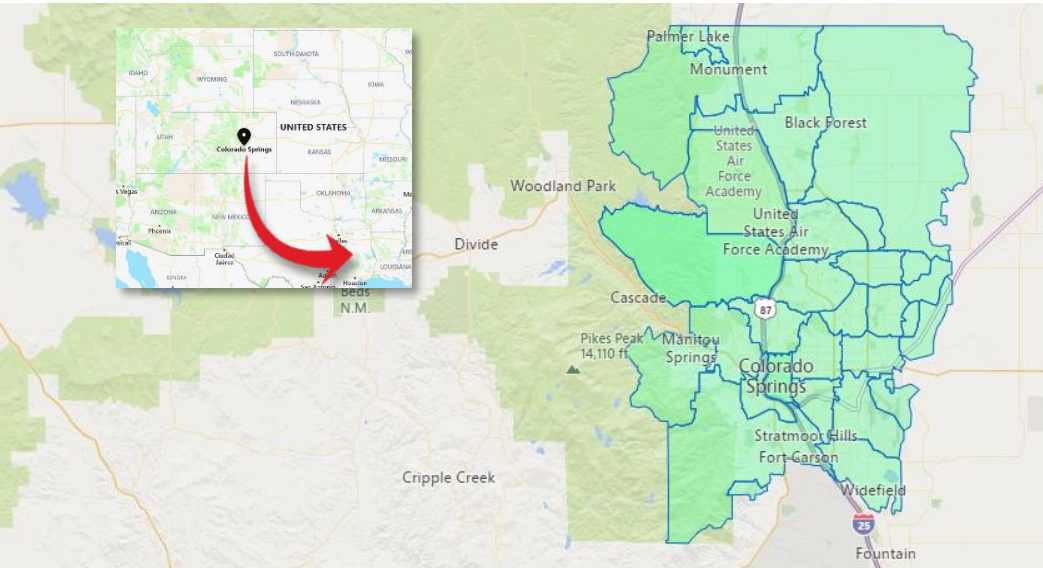 Palmer Lake
Monument
Black Forest
United
States
Air
Force
Academy
Woodland Park
United
States Air
Force Academy
Divide
Cascade
87
Pikes Peak
14,110 ft
Manitou
Springs
Colorado
Springs
Stratmoor Hills
Fort Carson
Cripple Creek
Widefield
25
Fountain
Beds
N.M.
SOUTH DAKOTA
IDAHO
WYOMING
IOWA
NEBRASKA
UNITED STATES
UTAH
Colorado Springs
KANSAS
MISSOURI
s Vegas
OKLAHOMA
ARIZONA
NEW MEXICO
ARKANSAS
Phoenix
xicali
Ciudad
Juárez
LOUISIANA
SONORA
Houston
San Antonio